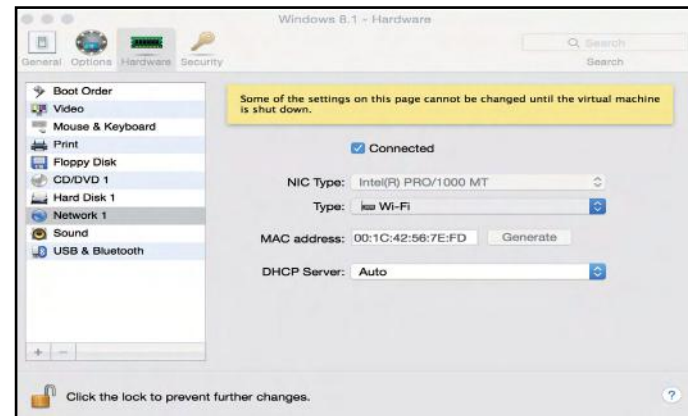 Windows 8.1 - Hardware
General Options Hardware Security
Search
Search
Boot Order
Video
Mouse & Keyboard
Print
Floppy Disk
CD/DVD 1
Hard Disk 1
Network 1
Sound
USB & Bluetooth
+ −
Some of the settings on this page cannot be changed until the virtual machine
is shut down.
Connected
NIC Type: Intel(R) PRO/1000 MT
Type: Wi-Fi
MAC address: 00:1C:42:56:7E:FD Generate
DHCP Server: Auto
Click the lock to prevent further changes.
?